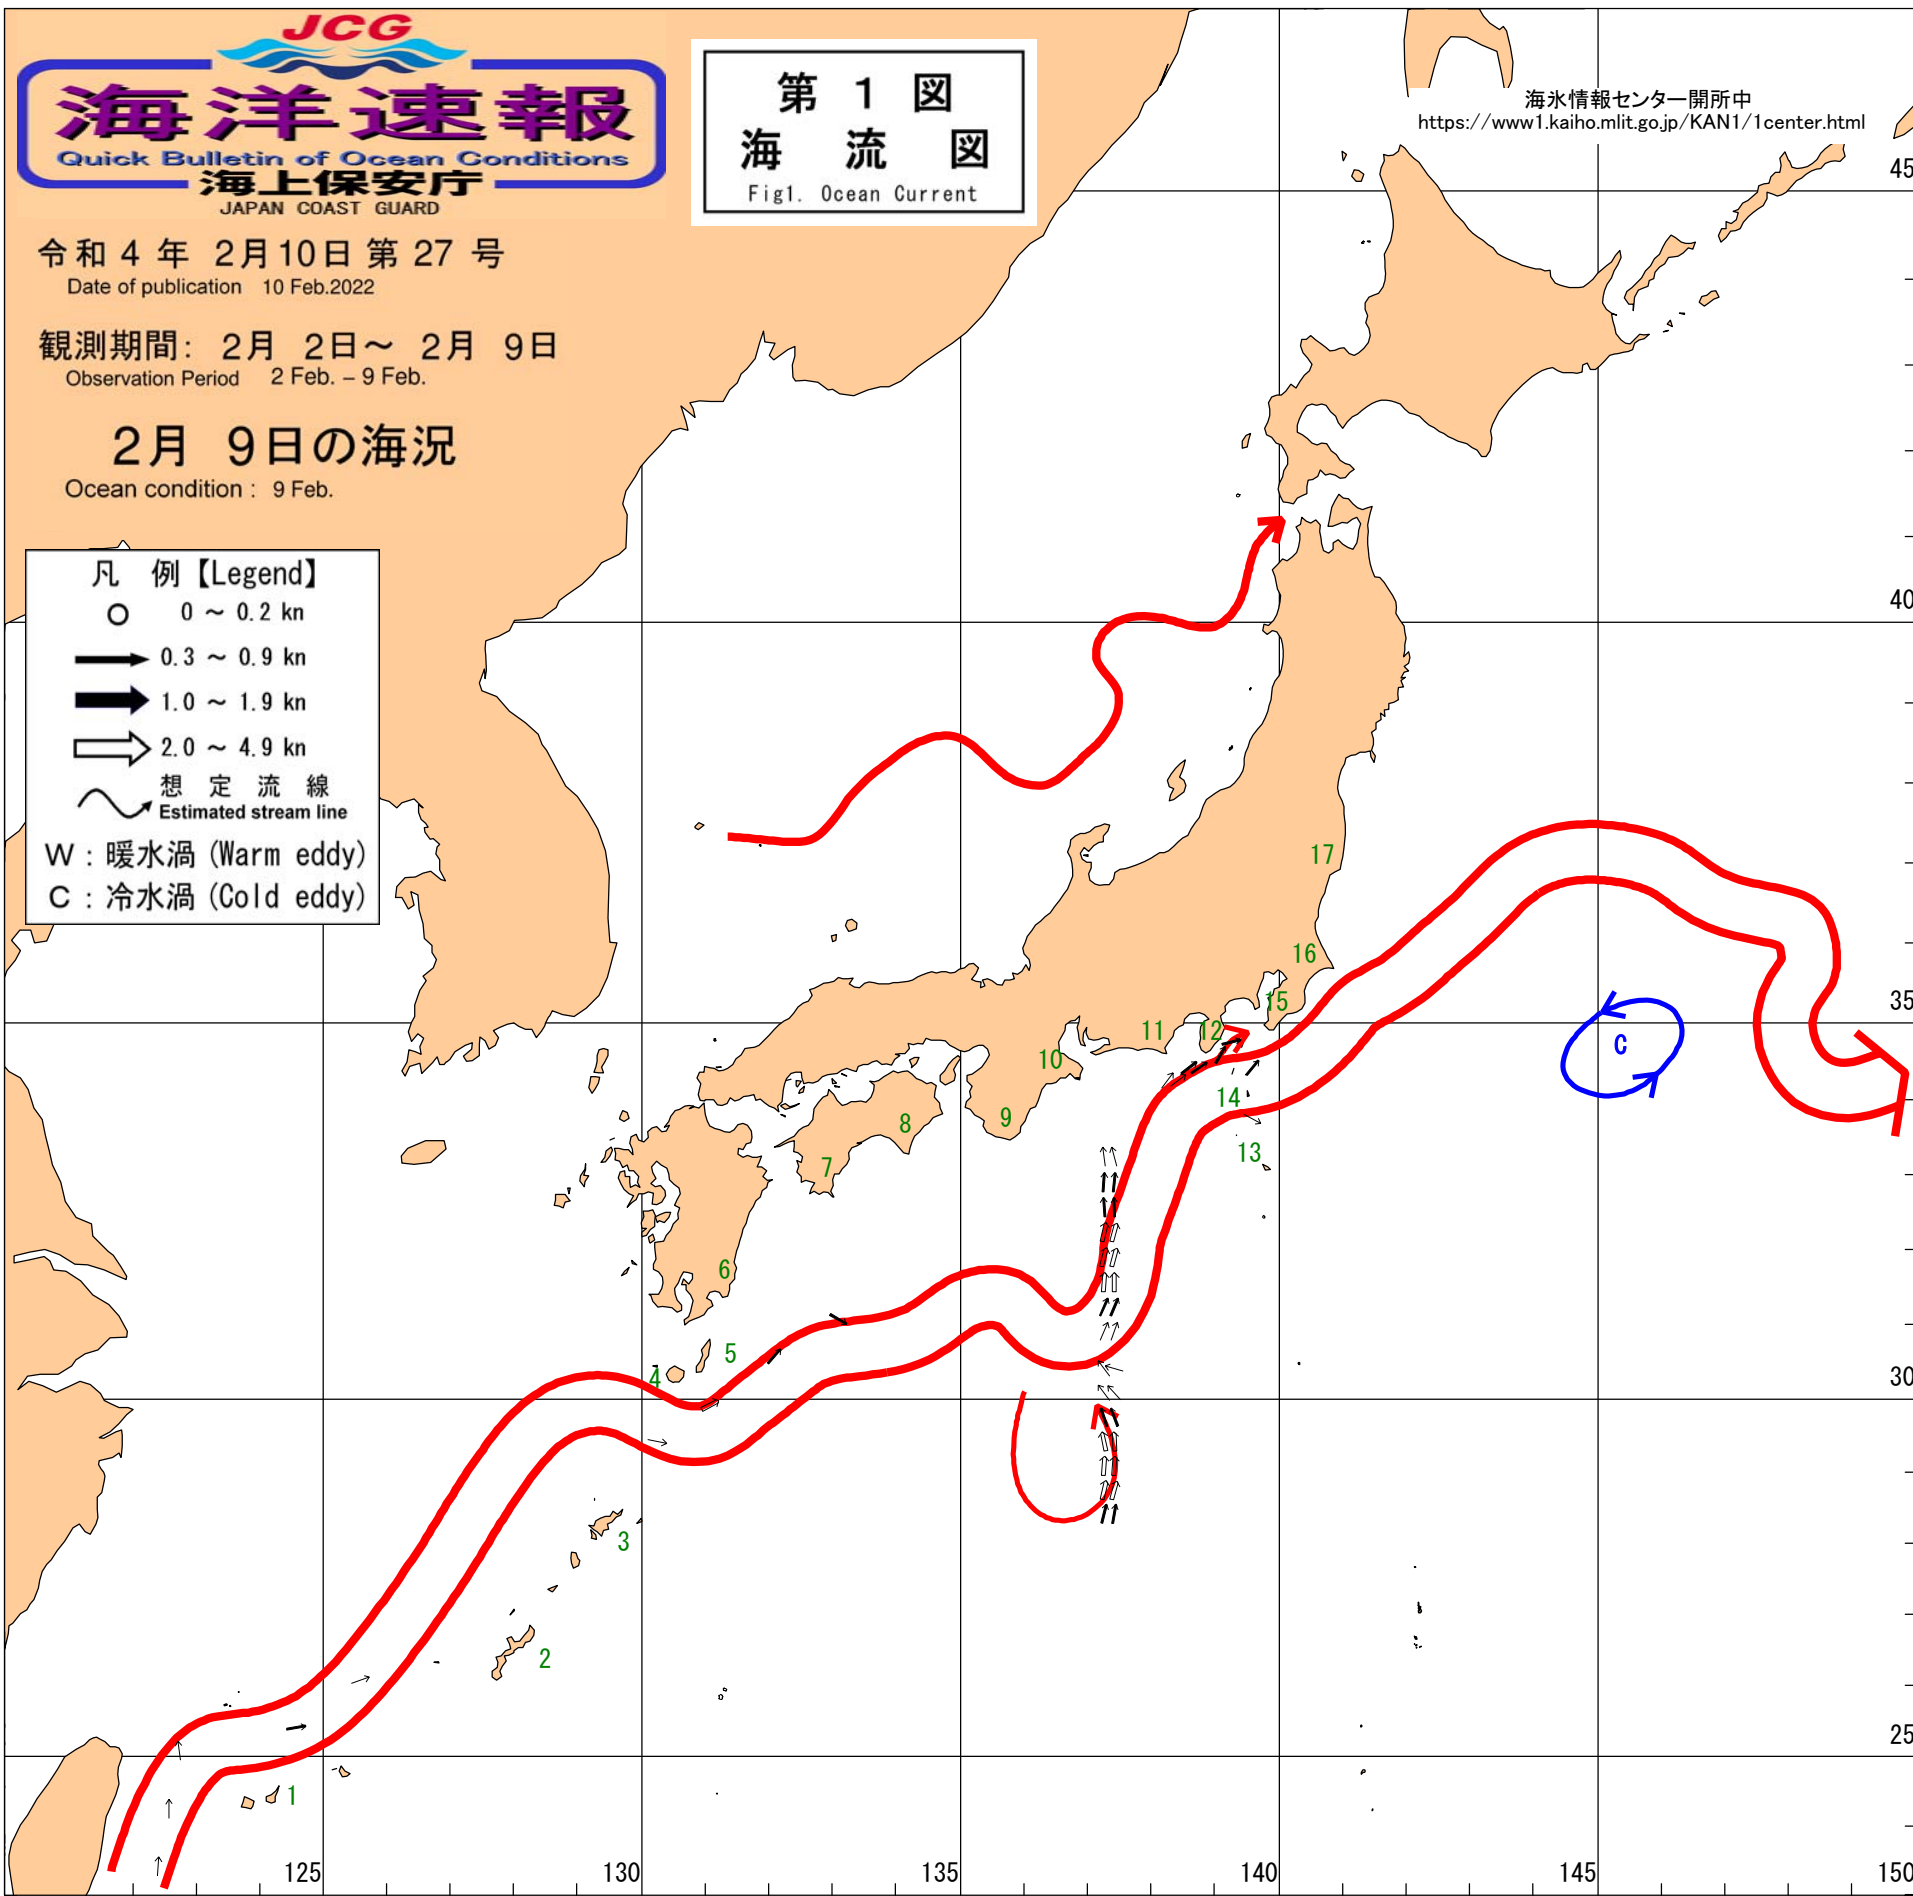 JCG
海洋速報
Quick Bulletin of Ocean Conditions
海上保安庁
JAPAN COAST GUARD
第 1 図
海 流 図
Fig1. Ocean Current
海氷情報センター開所中
https://www1.kaiho.mlit.go.jp/KAN1/1center.html
令和 4 年 2月10日 第 27 号
Date of publication 10 Feb.2022
観測期間: 2月 2日～ 2月 9日
Observation Period 2 Feb. – 9 Feb.
2月 9日の海況
Ocean condition : 9 Feb.
凡 例【Legend】
0 ～ 0.2 kn
0.3 ～ 0.9 kn
1.0 ～ 1.9 kn
2.0 ～ 4.9 kn
想 定 流 線
Estimated stream line
W : 暖水渦 (Warm eddy)
C : 冷水渦 (Cold eddy)
45
40
17
16
35
15
12
11
C
10
14
9
8
13
7
6
5
4
30
3
2
25
1
125
130
135
140
145
150